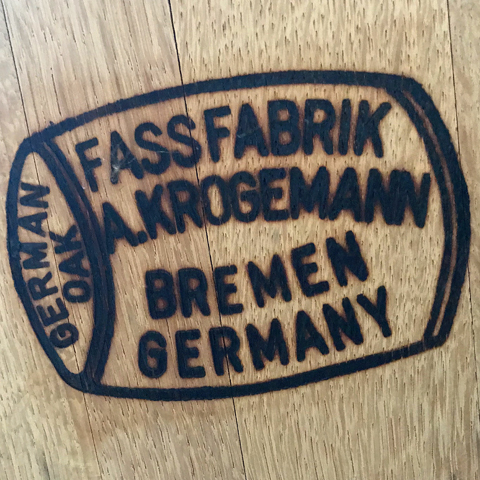 GERMAN
OAK
FASSFABRIK
A.KROGEMANN
BREMEN
GERMANY